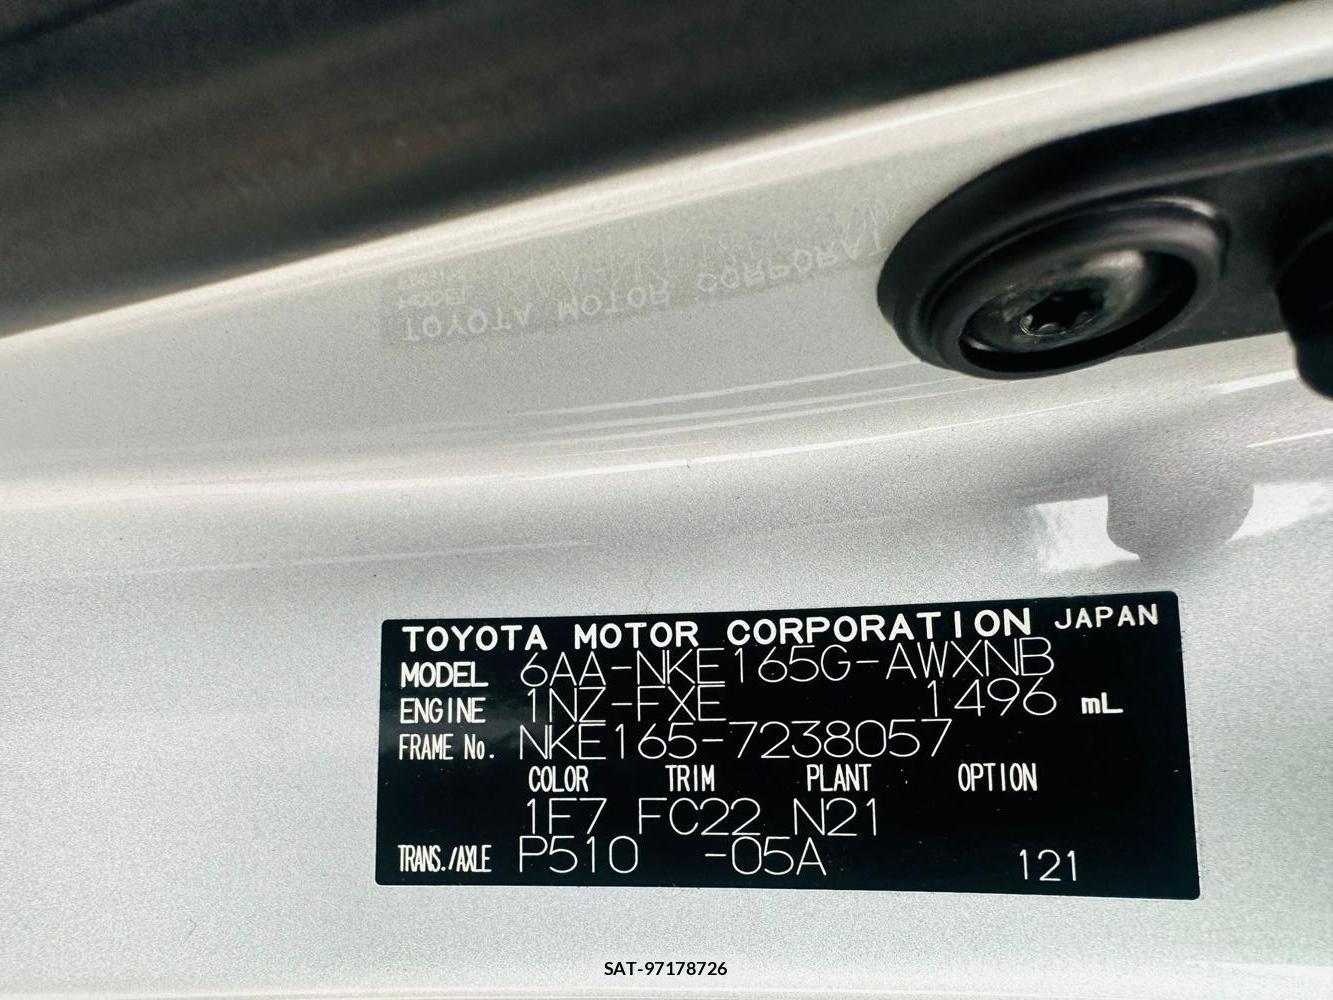 TOYOTA MOTOR CORPORATION JAPAN
MODEL 6AA-NKE165G-AWXNB
ENGINE 1NZ-FXE 1496 mL
FRAME No. NKE165-7238057
COLOR TRIM PLANT OPTION
1F7 FC22 N21
TRANS./AXLE P510 -05A 121
SAT-97178726